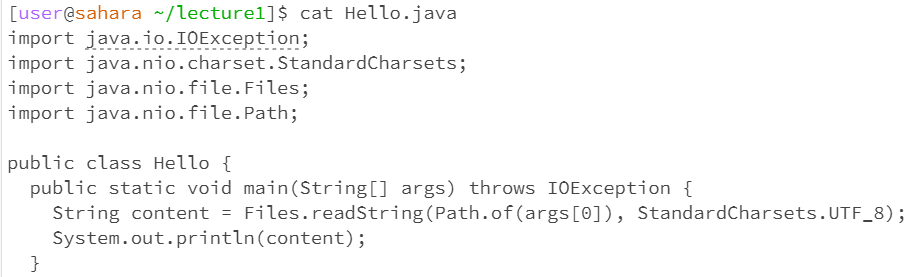 [user@sahara ~/lecture1]$ cat Hello.java
import java.io.IOException;
import java.nio.charset.StandardCharsets;
import java.nio.file.Files;
import java.nio.file.Path;

public class Hello {
  public static void main(String[] args) throws IOException {
    String content = Files.readString(Path.of(args[0]), StandardCharsets.UTF_8);
    System.out.println(content);
  }